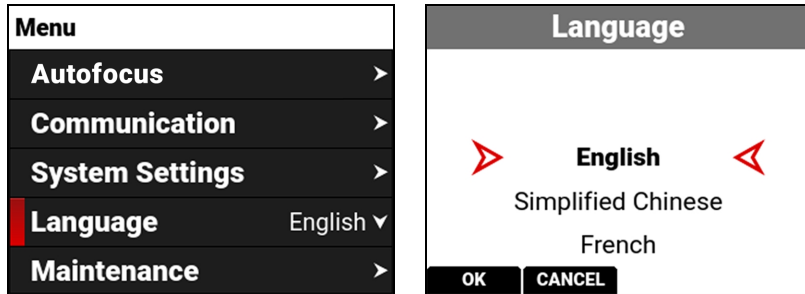 Menu
Autofocus
Communication
System Settings
Language English
Maintenance
Language
English
Simplified Chinese
French
OK CANCEL